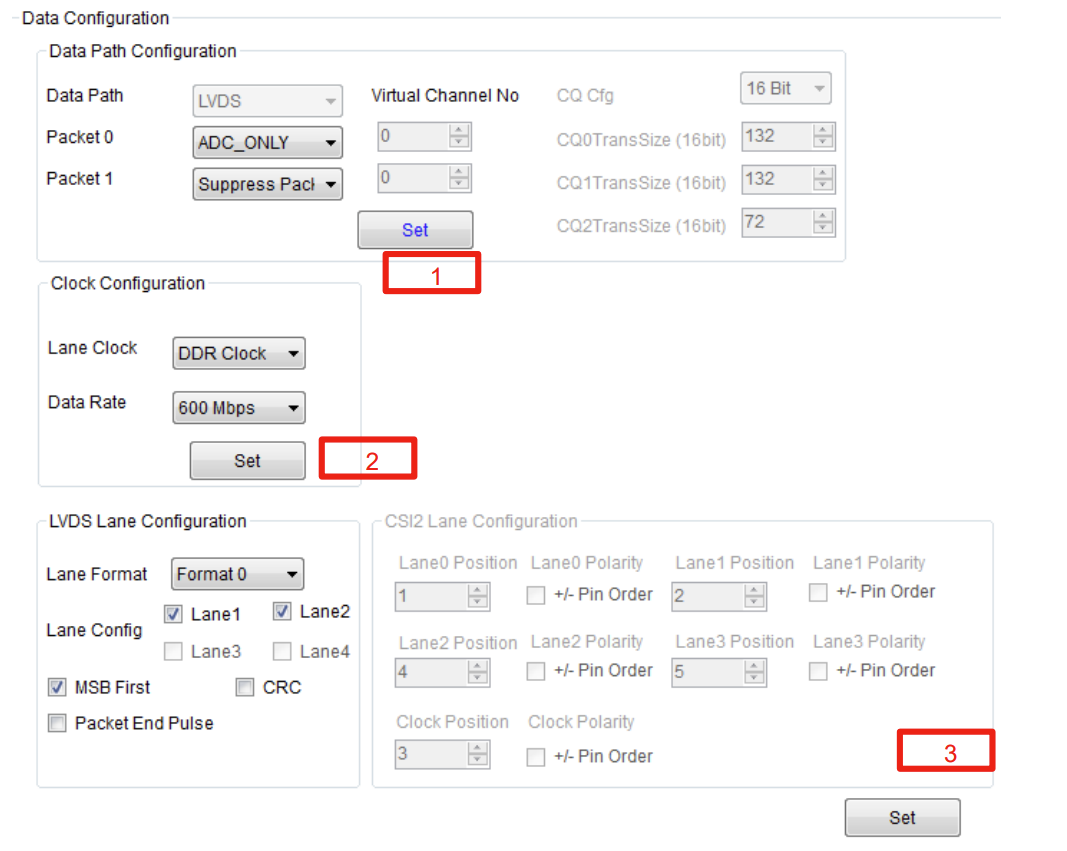 Data Configuration
Data Path Configuration
Data Path LVDS Virtual Channel No CQ Cfg 16 Bit
Packet 0 ADC_ONLY 0 CQ0TransSize (16bit) 132
Packet 1 Suppress Pac 0 CQ1TransSize (16bit) 132
Set CQ2TransSize (16bit) 72
1
Clock Configuration
Lane Clock DDR Clock
Data Rate 600 Mbps
Set 2
LVDS Lane Configuration
Lane Format Format 0
Lane Config Lane1 Lane2
Lane3 Lane4
MSB First CRC
Packet End Pulse
CSI2 Lane Configuration
Lane0 Position Lane0 Polarity Lane1 Position Lane1 Polarity
1 +/- Pin Order 2 +/- Pin Order
Lane2 Position Lane2 Polarity Lane3 Position Lane3 Polarity
4 +/- Pin Order 5 +/- Pin Order
Clock Position Clock Polarity
3 +/- Pin Order
3
Set